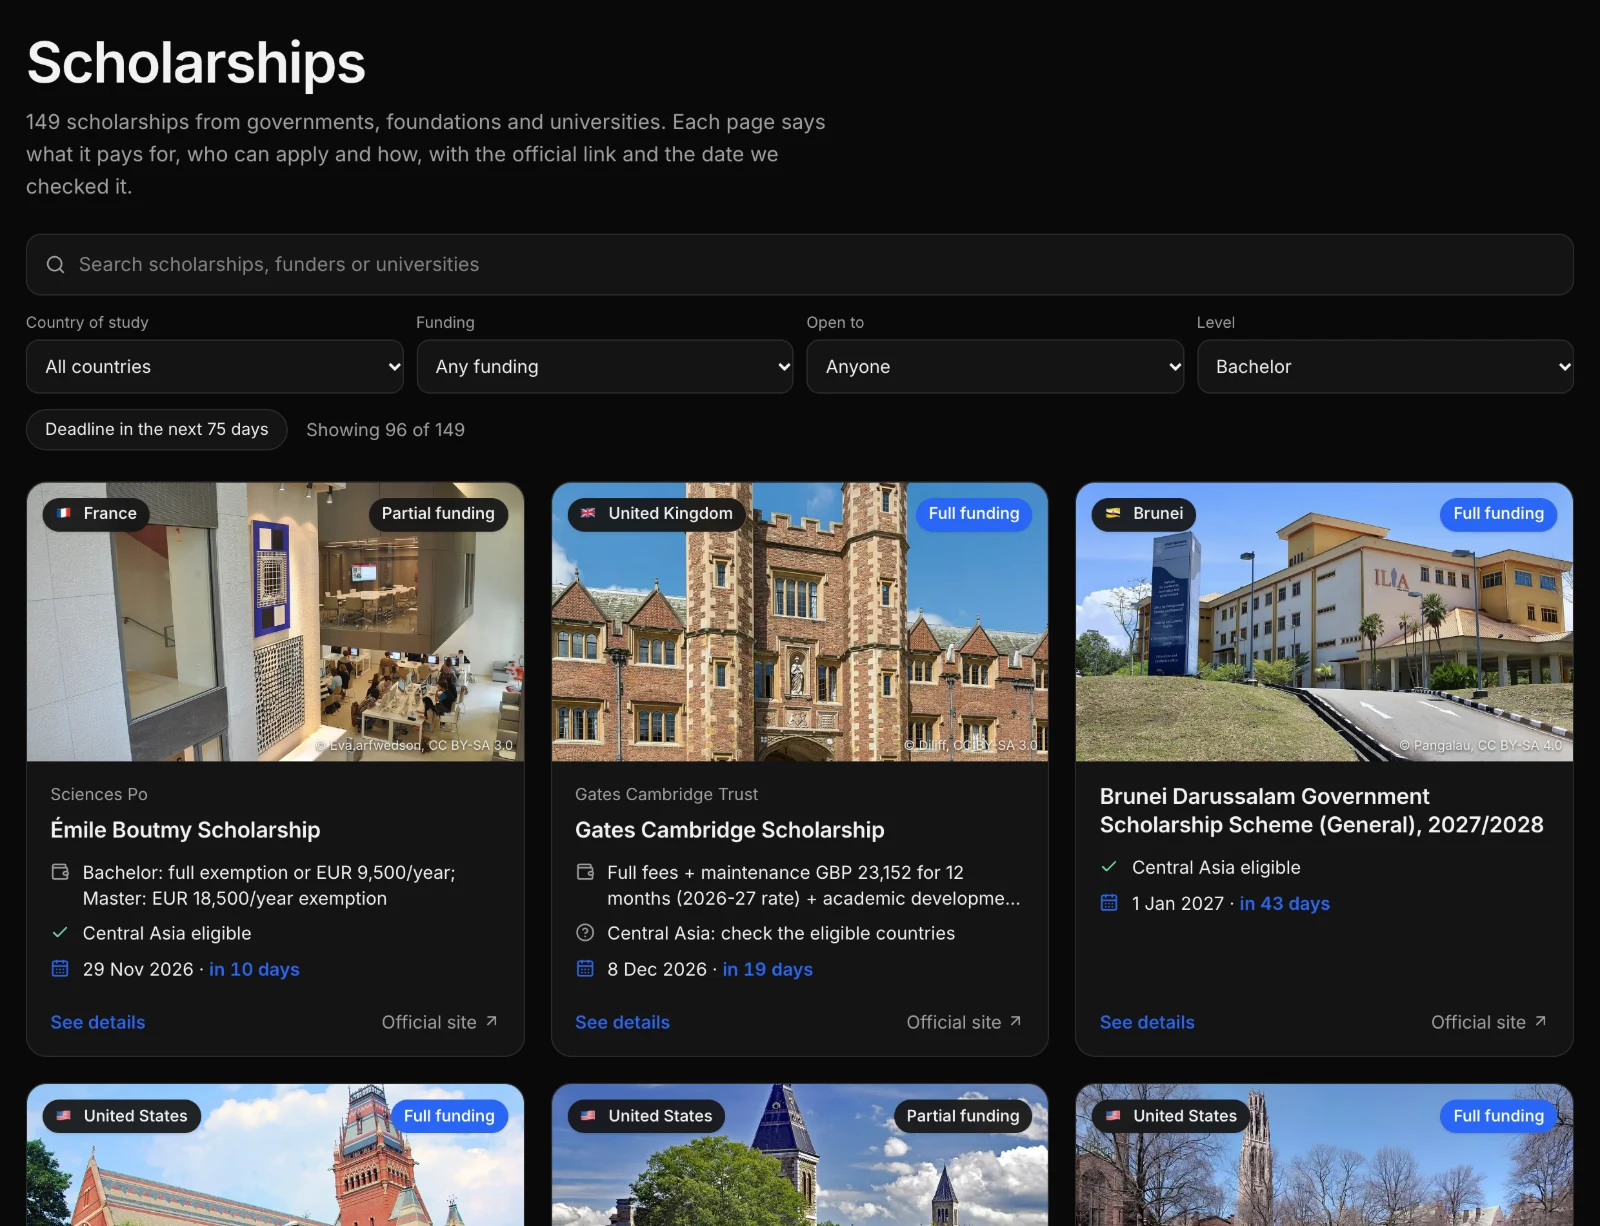 Scholarships
149 scholarships from governments, foundations and universities. Each page says
what it pays for, who can apply and how, with the official link and the date we
checked it.
Search scholarships, funders or universities
Country of study
Funding
Open to
Level
All countries
Any funding
Anyone
Bachelor
Deadline in the next 75 days
Showing 96 of 149
France
Partial funding
© Eva.arfwedson, CC BY-SA 3.0
Sciences Po
Émile Boutmy Scholarship
Bachelor: full exemption or EUR 9,500/year;
Master: EUR 18,500/year exemption
Central Asia eligible
29 Nov 2026 · in 10 days
See details
Official site
United Kingdom
Full funding
© Diliff, CC BY-SA 3.0
Gates Cambridge Trust
Gates Cambridge Scholarship
Full fees + maintenance GBP 23,152 for 12
months (2026-27 rate) + academic developme...
Central Asia: check the eligible countries
8 Dec 2026 · in 19 days
See details
Official site
Brunei
Full funding
ILIA
© Pangalau, CC BY-SA 4.0
Brunei Darussalam Government
Scholarship Scheme (General), 2027/2028
Central Asia eligible
1 Jan 2027 · in 43 days
See details
Official site
United States
Full funding
United States
Partial funding
United States
Full funding